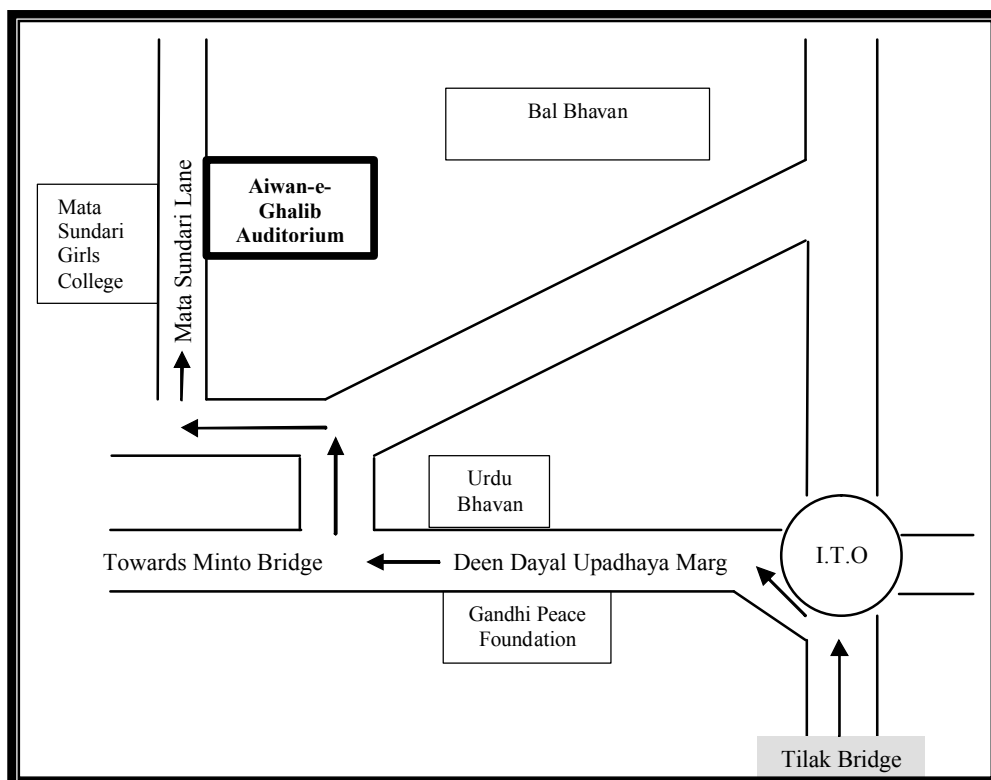 Bal Bhavan
Aiwan-e-
Ghalib
Auditorium
Mata
Sundari
Girls
College
Mata Sundari Lane
Urdu
Bhavan
Towards Minto Bridge
Deen Dayal Upadhaya Marg
I.T.O
Gandhi Peace
Foundation
Tilak Bridge